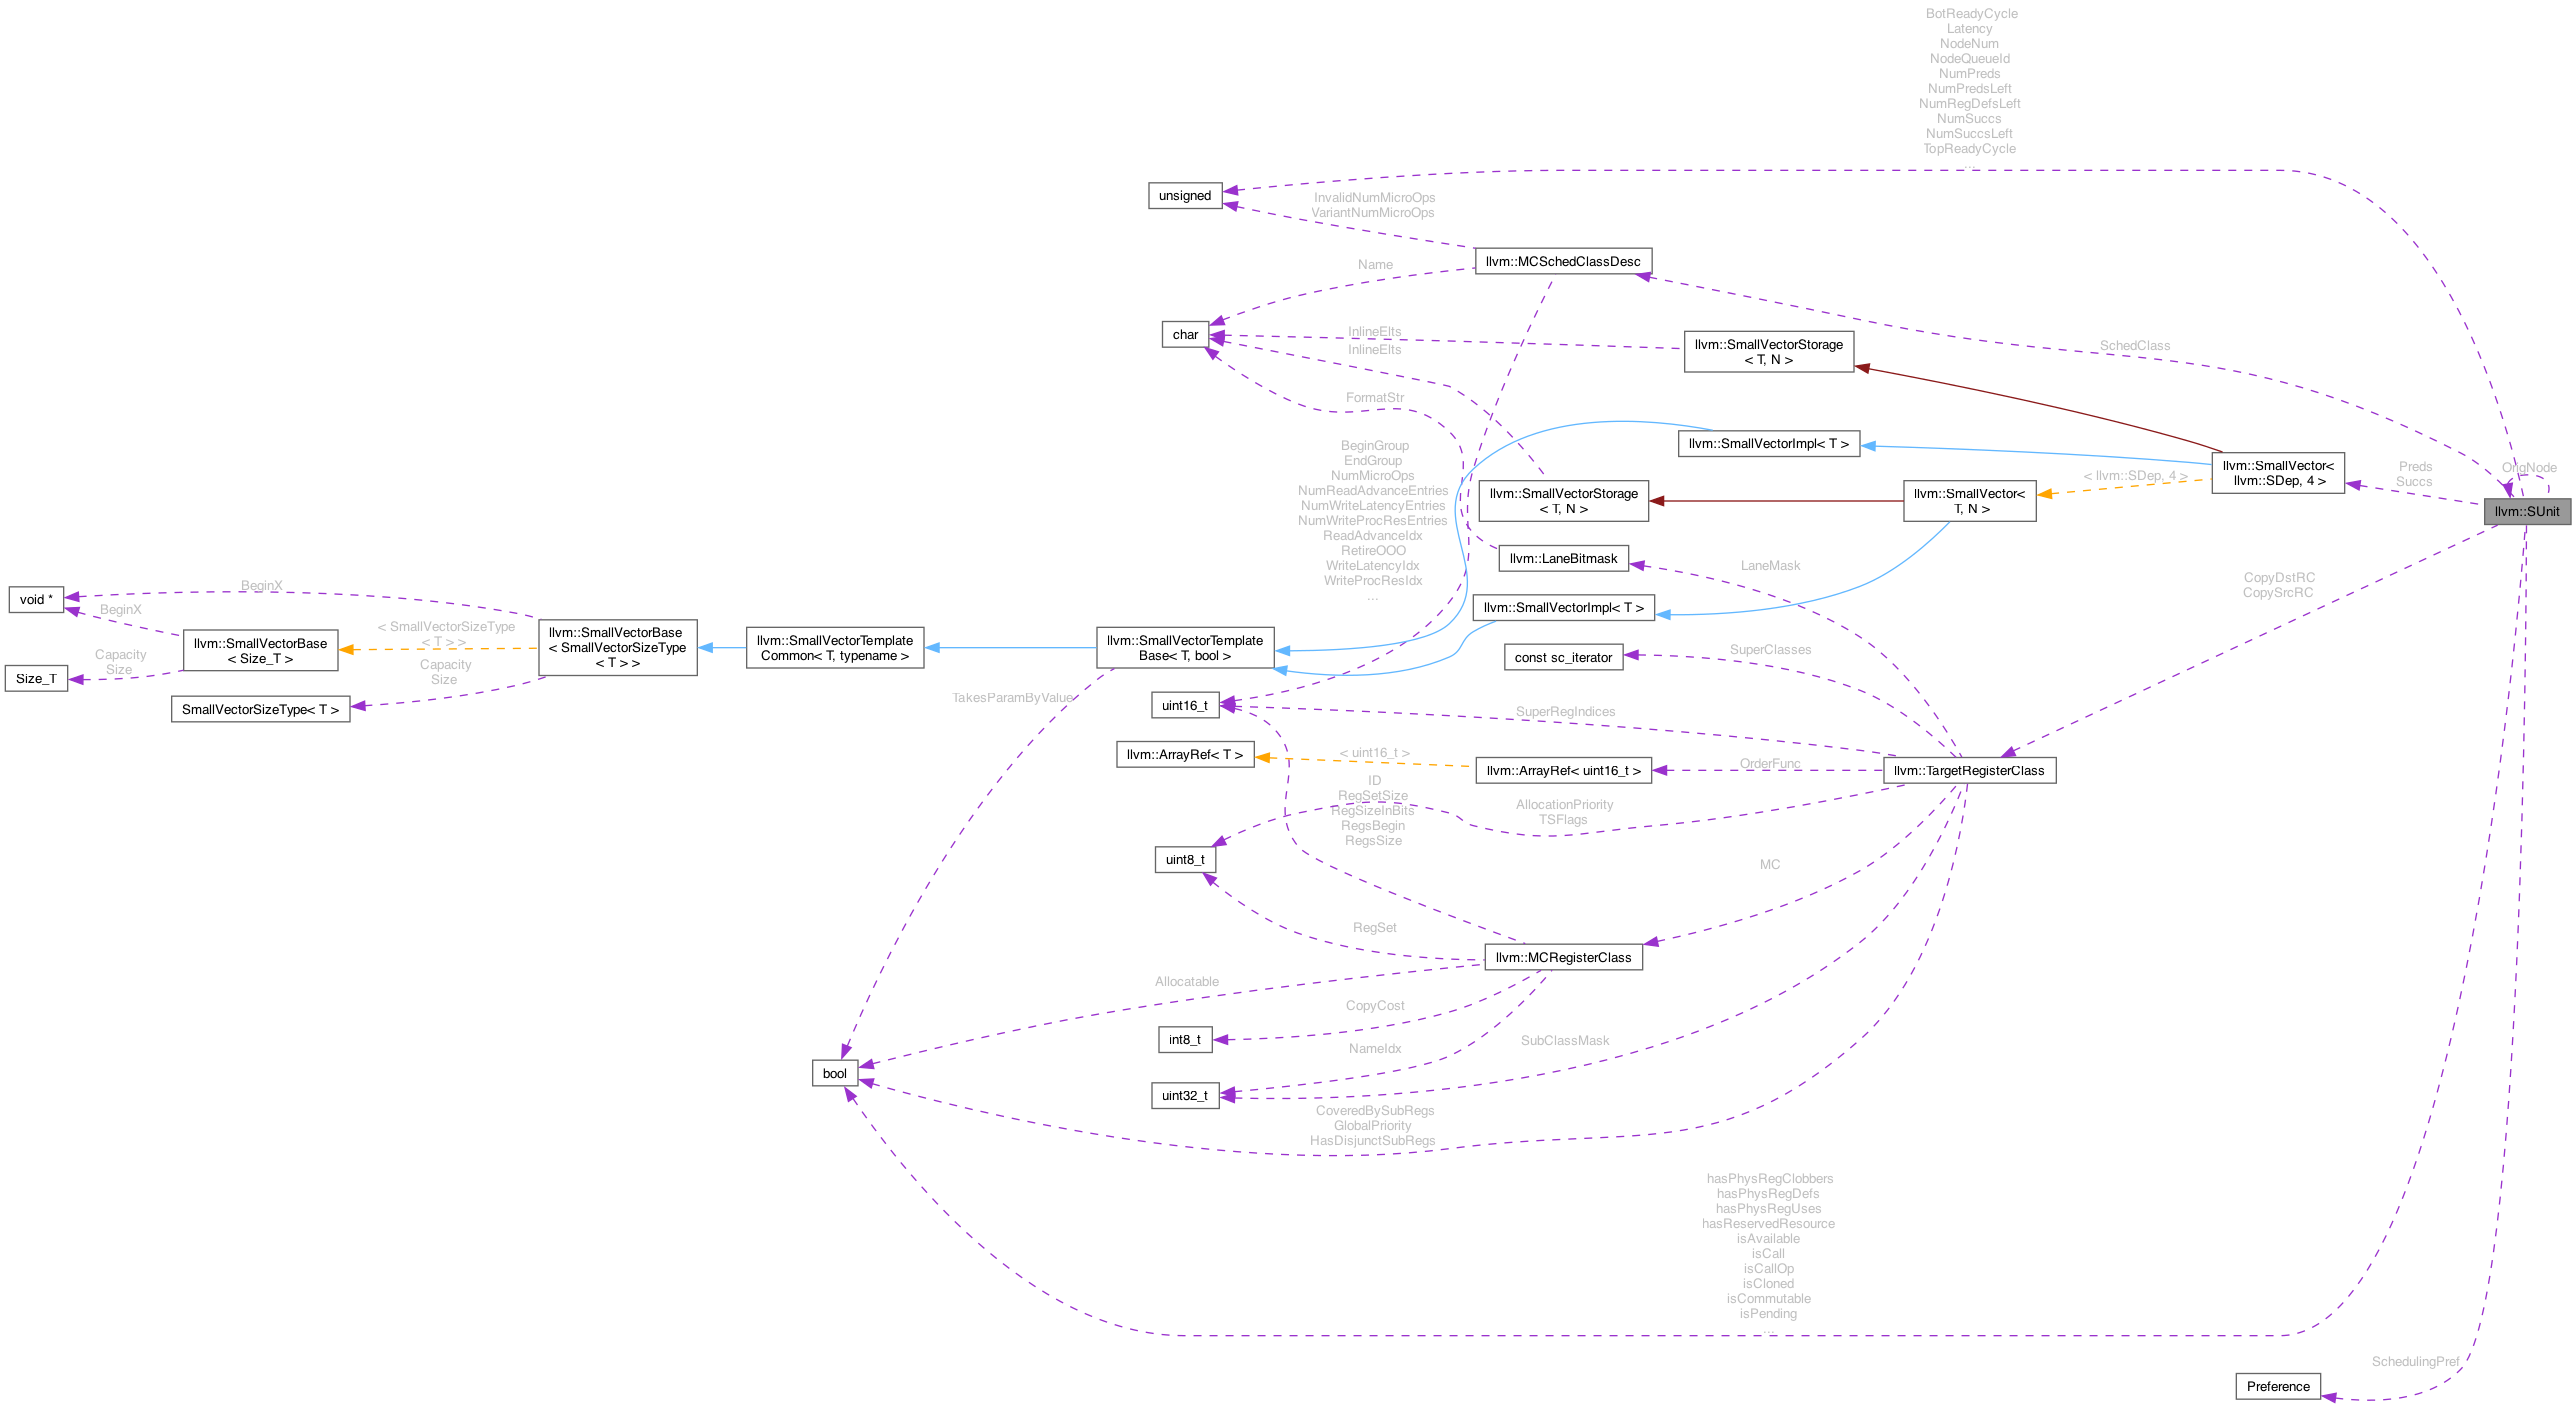 BotReadyCycle
Latency
NodeNum
NodeQueueId
NumPreds
NumPredsLeft
NumRegDefsLeft
NumSuccs
NumSuccsLeft
TopReadyCycle
...
unsigned
InvalidNumMicroOps
VariantNumMicroOps
llvm::MCSchedClassDesc
Name
char
InlineElts
InlineElts
llvm::SmallVectorStorage
< T, N >
SchedClass
FormatStr
llvm::SmallVectorImpl< T >
BeginGroup
EndGroup
NumMicroOps
NumReadAdvanceEntries
NumWriteLatencyEntries
NumWriteProcResEntries
ReadAdvanceIdx
RetireOOO
WriteLatencyIdx
WriteProcResIdx
...
llvm::SmallVectorStorage
< T, N >
llvm::SmallVector<
T, N >
< llvm::SDep, 4 >
llvm::SmallVector<
llvm::SDep, 4 >
Preds
Succs
OrigNode
llvm::SUnit
llvm::LaneBitmask
LaneMask
CopyDstRC
CopySrcRC
llvm::SmallVectorImpl< T >
void *
BeginX
BeginX
llvm::SmallVectorBase
< Size_T >
< SmallVectorSizeType
< T > >
llvm::SmallVectorBase
< SmallVectorSizeType
< T > >
llvm::SmallVectorTemplate
Common< T, typename >
llvm::SmallVectorTemplate
Base< T, bool >
const sc_iterator
SuperClasses
Size_T
Capacity
Size
Capacity
Size
SmallVectorSizeType< T >
TakesParamByValue
uint16_t
SuperRegIndices
llvm::ArrayRef< T >
< uint16_t >
llvm::ArrayRef< uint16_t >
OrderFunc
llvm::TargetRegisterClass
ID
RegSetSize
RegSizeInBits
RegsBegin
RegsSize
AllocationPriority
TSFlags
uint8_t
MC
RegSet
llvm::MCRegisterClass
Allocatable
CopyCost
int8_t
NameIdx
SubClassMask
bool
uint32_t
CoveredBySubRegs
GlobalPriority
HasDisjunctSubRegs
hasPhysRegClobbers
hasPhysRegDefs
hasPhysRegUses
hasReservedResource
isAvailable
isCall
isCallOp
isCloned
isCommutable
isPending
...
SchedulingPref
Preference